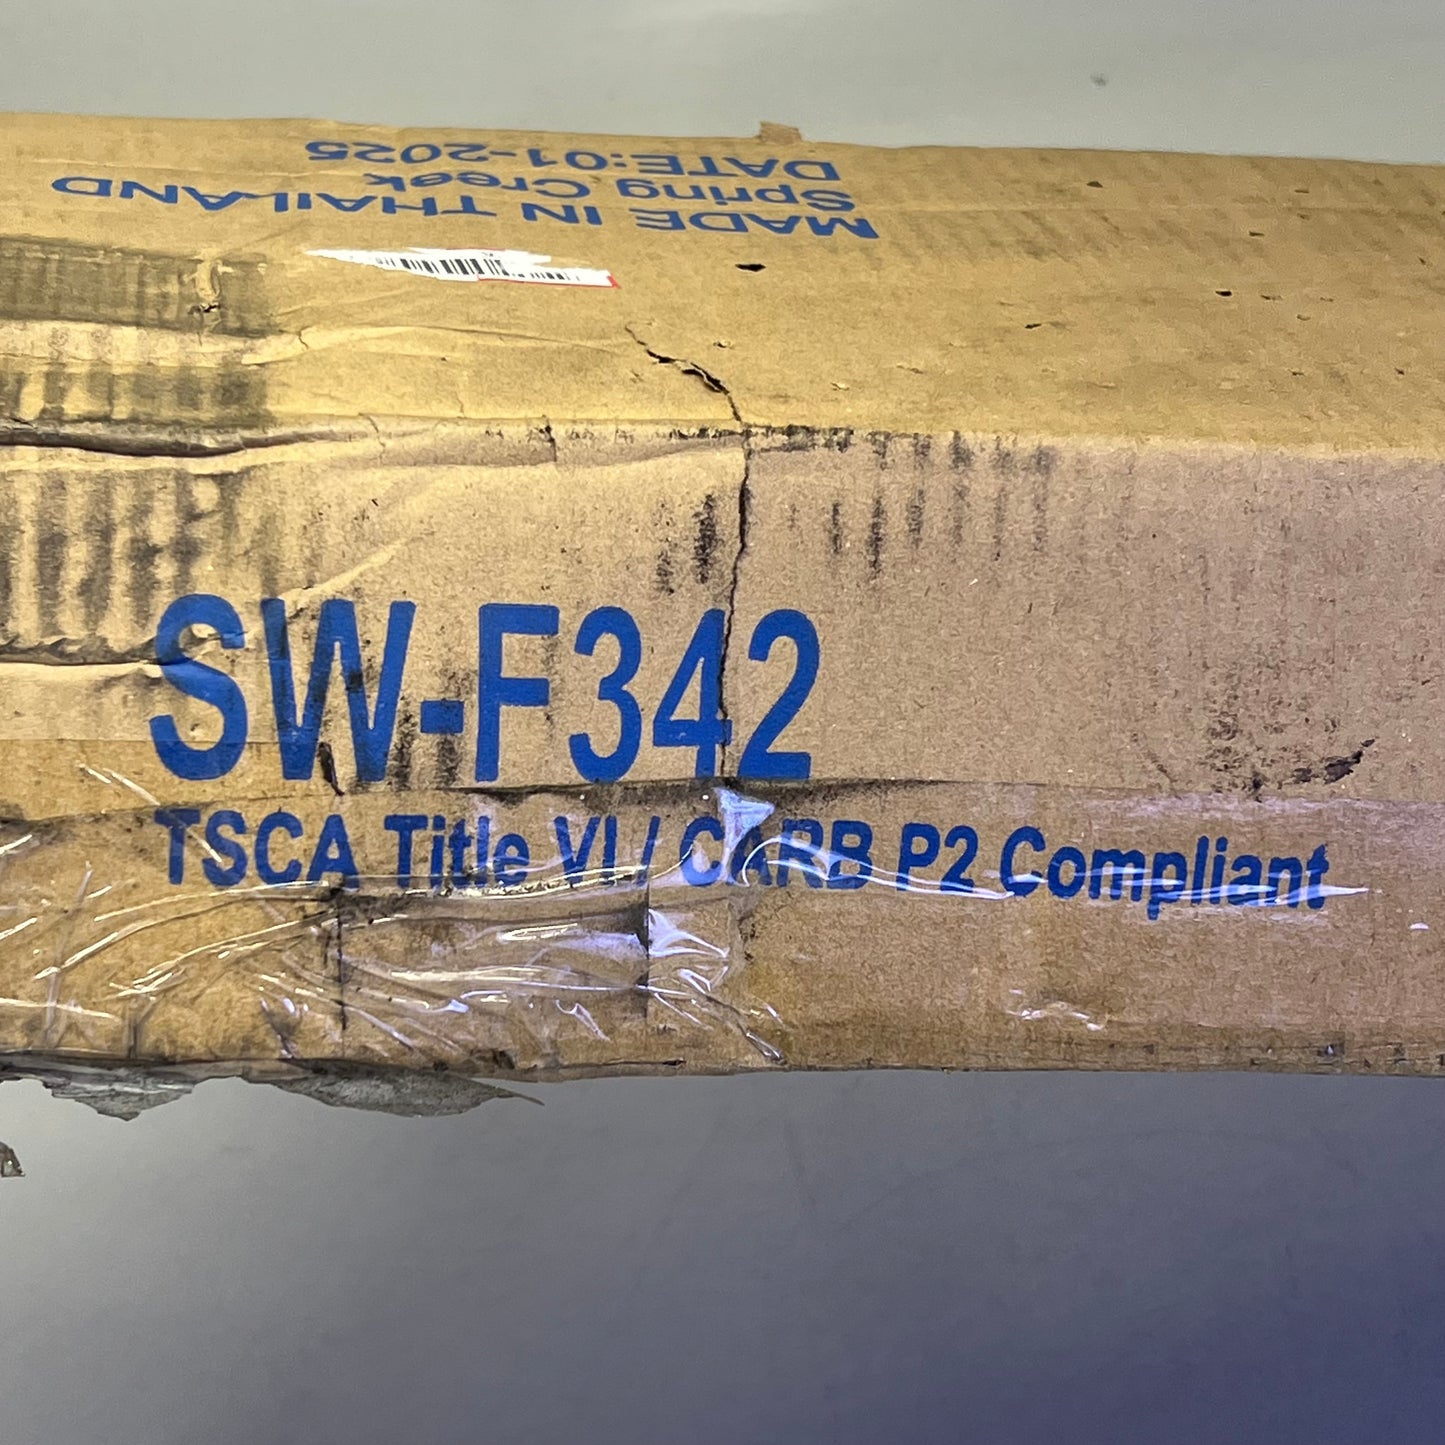 MADE IN THAILAND
Spring Creek
DATE:01-2025
SW-F342
TSCA Title VI / CARB P2 Compliant